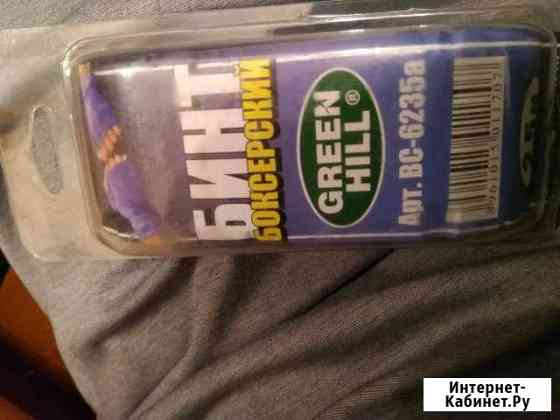 БИНТ
БОКСЕРСКИЙ
GREEN
HILL®
Арт. BC-6235a
Интернет-
Кабинет.Ру